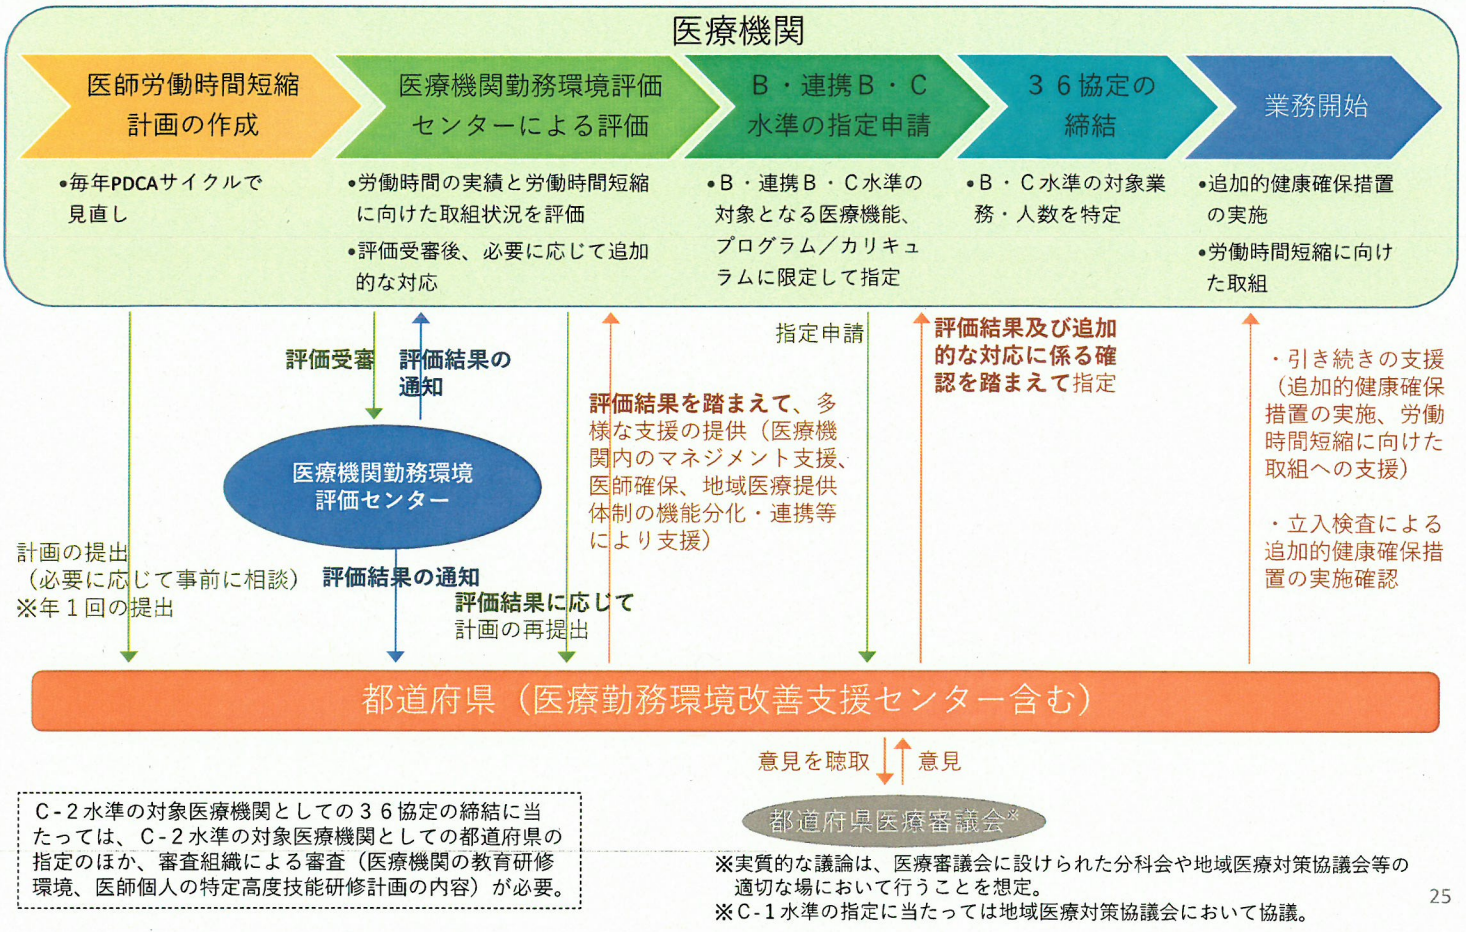 医療機関
医師労働時間短縮
計画の作成
医療機関勤務環境評価
センターによる評価
Ｂ・連携Ｂ・Ｃ
水準の指定申請
３６協定の
締結
業務開始
•毎年PDCAサイクルで
見直し
•労働時間の実績と労働時間短縮
に向けた取組状況を評価
•評価受審後、必要に応じて追加
的な対応
•Ｂ・連携Ｂ・Ｃ水準の
対象となる医療機能、
プログラム／カリキュ
ラムに限定して指定
•Ｂ・Ｃ水準の対象業
務・人数を特定
•追加的健康確保措置
の実施
•労働時間短縮に向け
た取組
評価受審
評価結果の
通知
医療機関勤務環境
評価センター
計画の提出
（必要に応じて事前に相談）
※年１回の提出
評価結果の通知
評価結果に応じて
計画の再提出
評価結果を踏まえて、多
様な支援の提供（医療機
関内のマネジメント支援、
医師確保、地域医療提供
体制の機能分化・連携等
により支援）
指定申請
評価結果及び追加
的な対応に係る確
認を踏まえて指定
・引き続きの支援
（追加的健康確保
措置の実施、労働
時間短縮に向けた
取組への支援）
・立入検査による
追加的健康確保措
置の実施確認
都道府県（医療勤務環境改善支援センター含む）
意見を聴取
意見
都道府県医療審議会※
Ｃ-２水準の対象医療機関としての３６協定の締結に当
たっては、Ｃ-２水準の対象医療機関としての都道府県の
指定のほか、審査組織による審査（医療機関の教育研修
環境、医師個人の特定高度技能研修計画の内容）が必要。
※実質的な議論は、医療審議会に設けられた分科会や地域医療対策協議会等の
適切な場において行うことを想定。
※Ｃ-１水準の指定に当たっては地域医療対策協議会において協議。
25